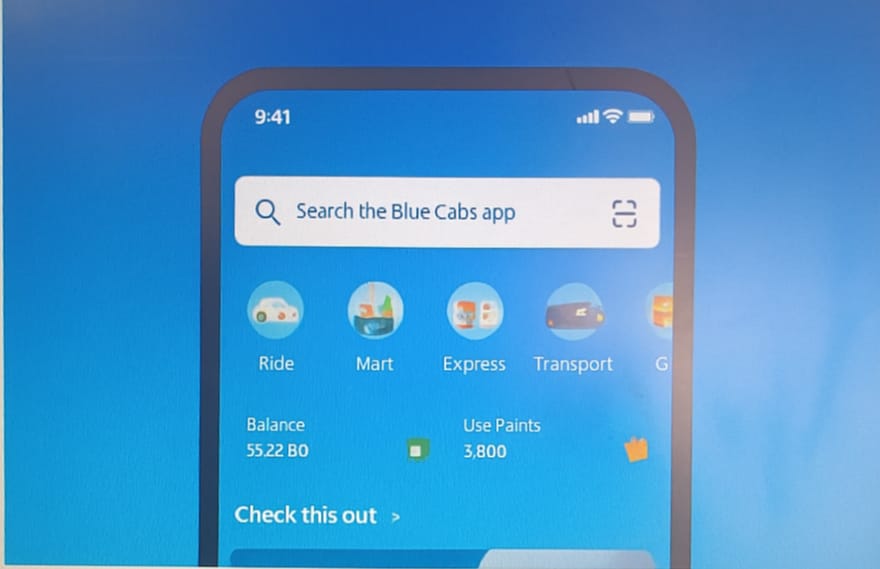 9:41
Search the Blue Cabs app
Ride Mart Express Transport G
Balance Use Paints
55.22 BO 3,800
Check this out >